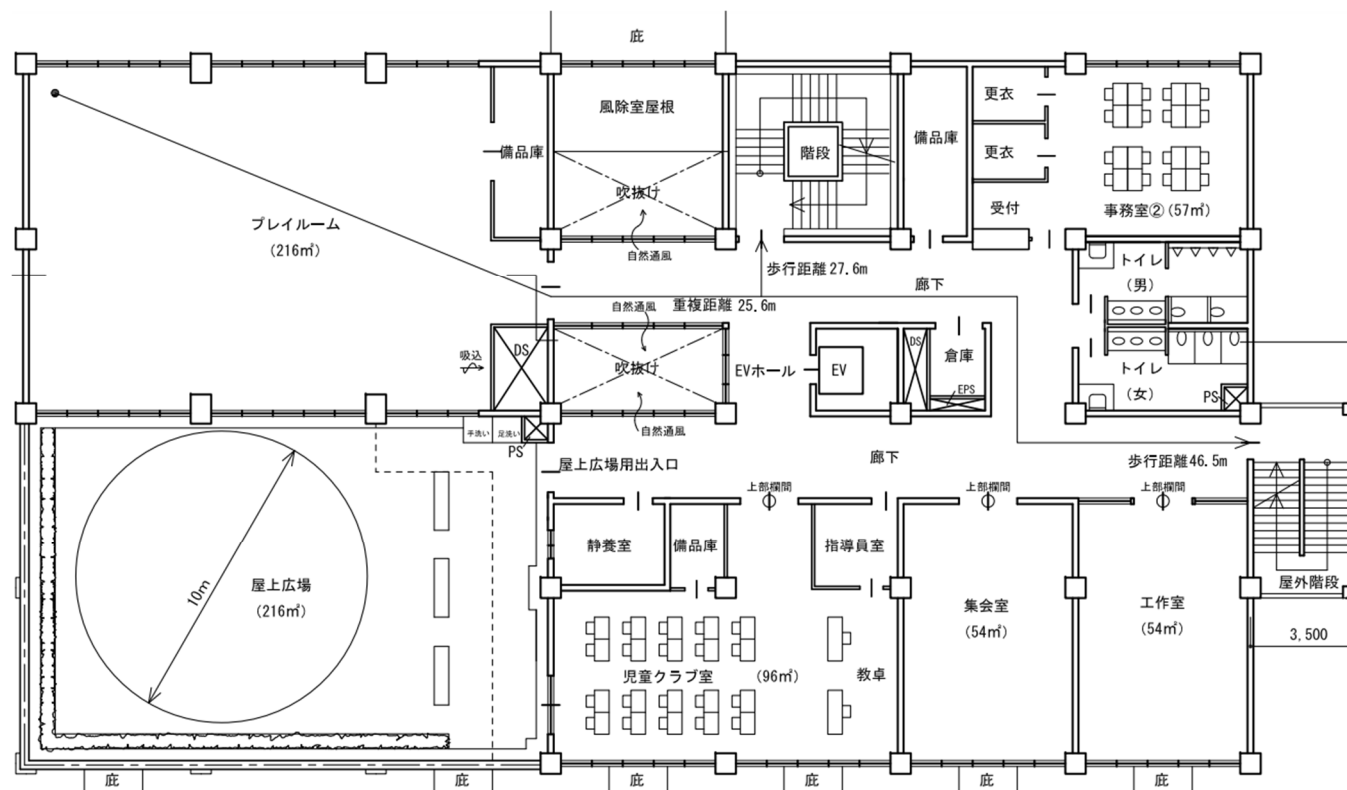 庇
風除室屋根
備品庫
吹抜け
自然通風
階段
備品庫
更衣
更衣
受付
事務室② (57㎡)
プレイルーム
(216㎡)
歩行距離 27.6m
廊下
トイレ
(男)
自然通風
重複距離 25.6m
吸込
DS
吹抜け
自然通風
EVホール
EV
DS
倉庫
EPS
トイレ
(女)
PS
手洗い
足洗い
PS
屋上広場用出入口
廊下
歩行距離46.5m
上部欄間
上部欄間
上部欄間
静養室
備品庫
指導員室
屋外階段
10m
屋上広場
(216㎡)
集会室
(54㎡)
工作室
(54㎡)
3,500
児童クラブ室
(96㎡)
教卓
庇
庇
庇
庇
庇
庇